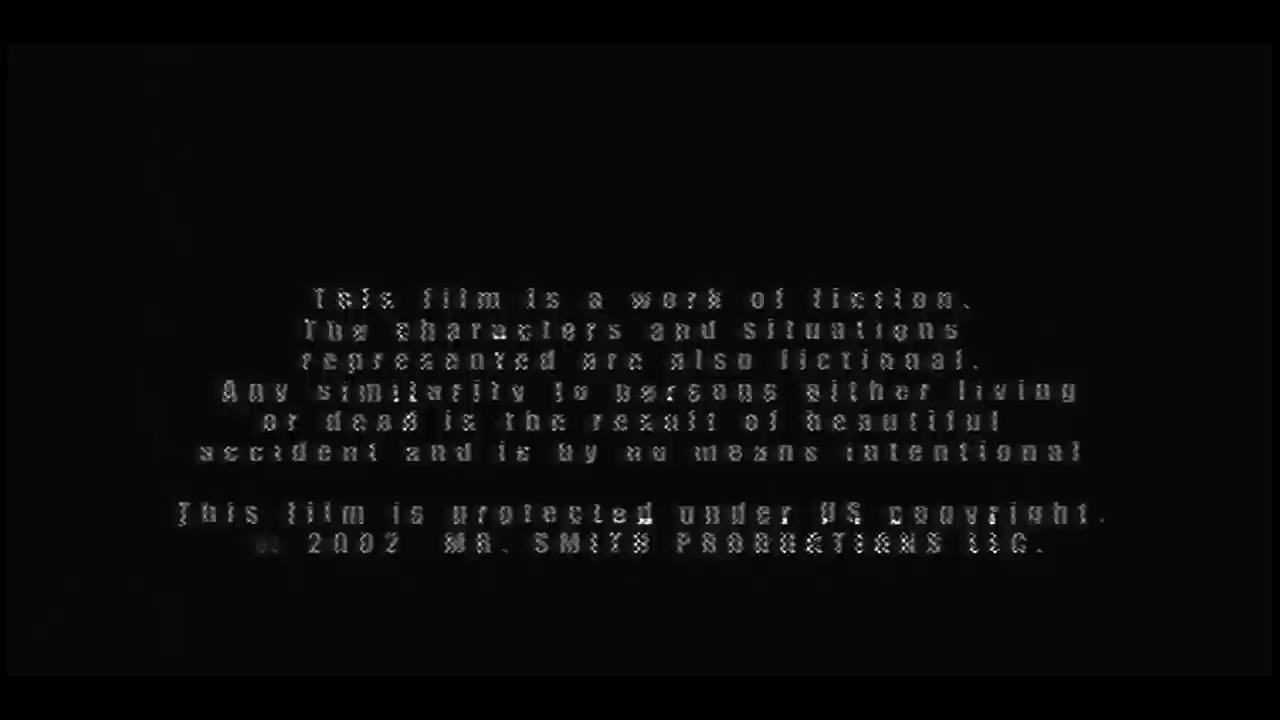 This film is a work of fiction.
The characters and situations
represented are also fictional.
Any similarity to persons either living
or dead is the result of beautiful
accident and is by no means intentional
This film is protected under US copyright.
© 2002 MR. SMITH PRODUCTIONS LLC.